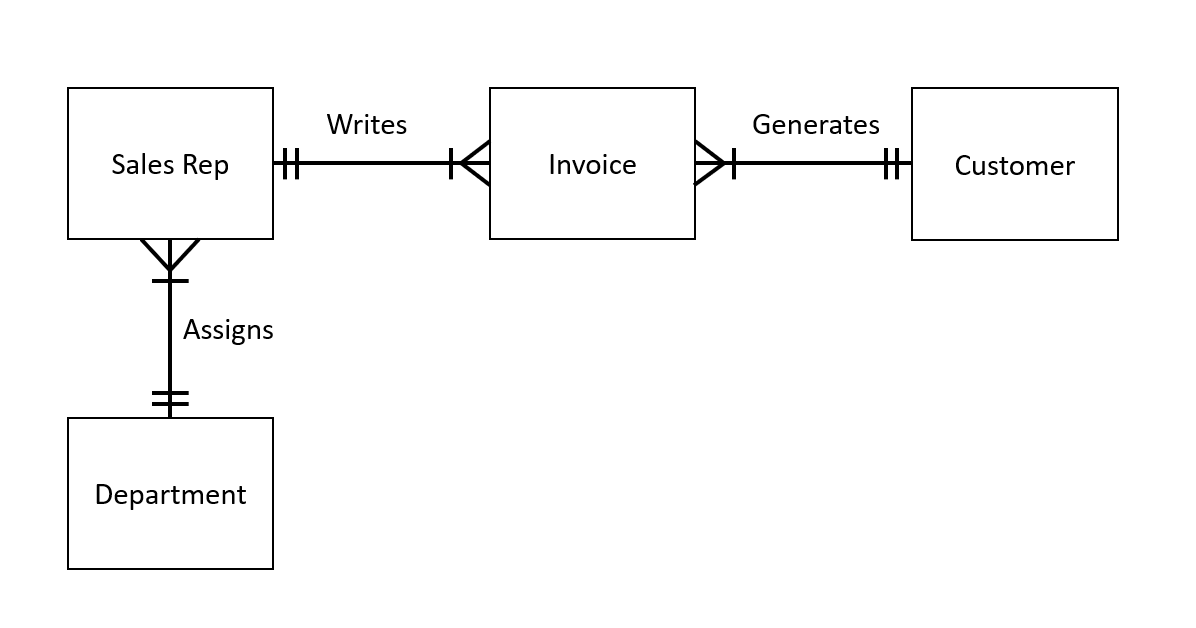 Writes
Generates
Sales Rep
Invoice
Customer
Assigns
Department